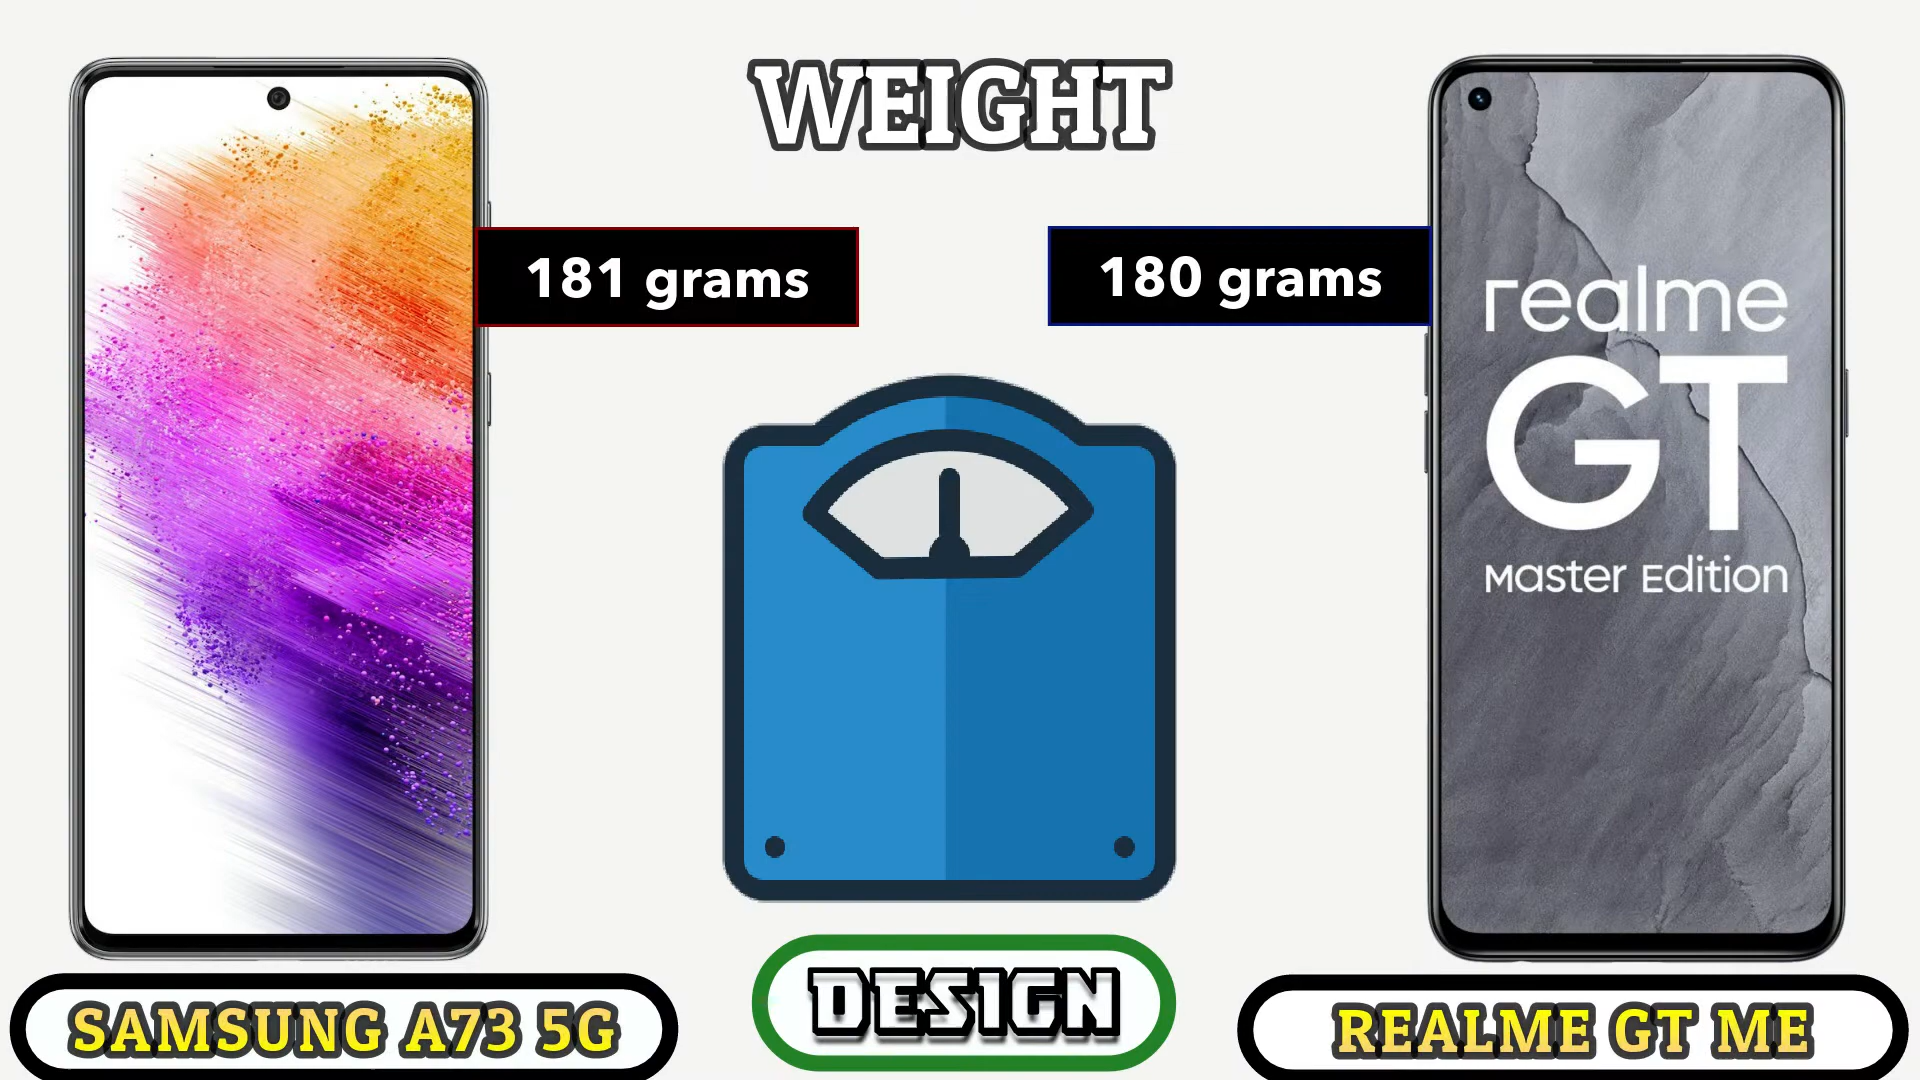 WEIGHT
181 grams
180 grams
realme
GT
Master Edition
DESIGN
SAMSUNG A73 5G
REALME GT ME